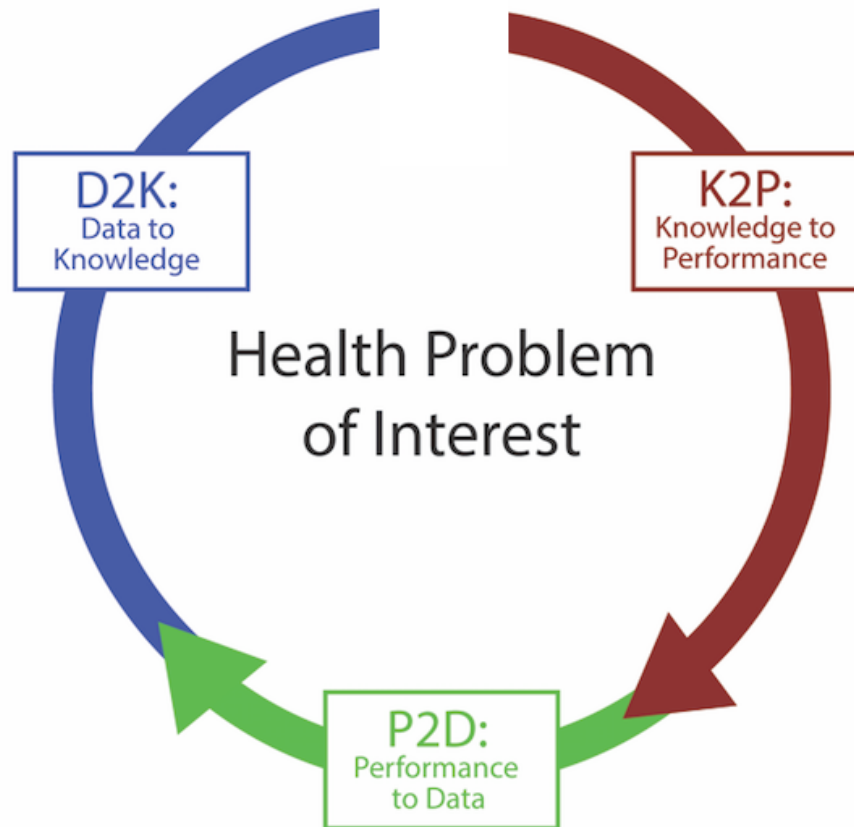 D2K:
Data to
Knowledge
K2P:
Knowledge to
Performance
Health Problem
of Interest
P2D:
Performance
to Data